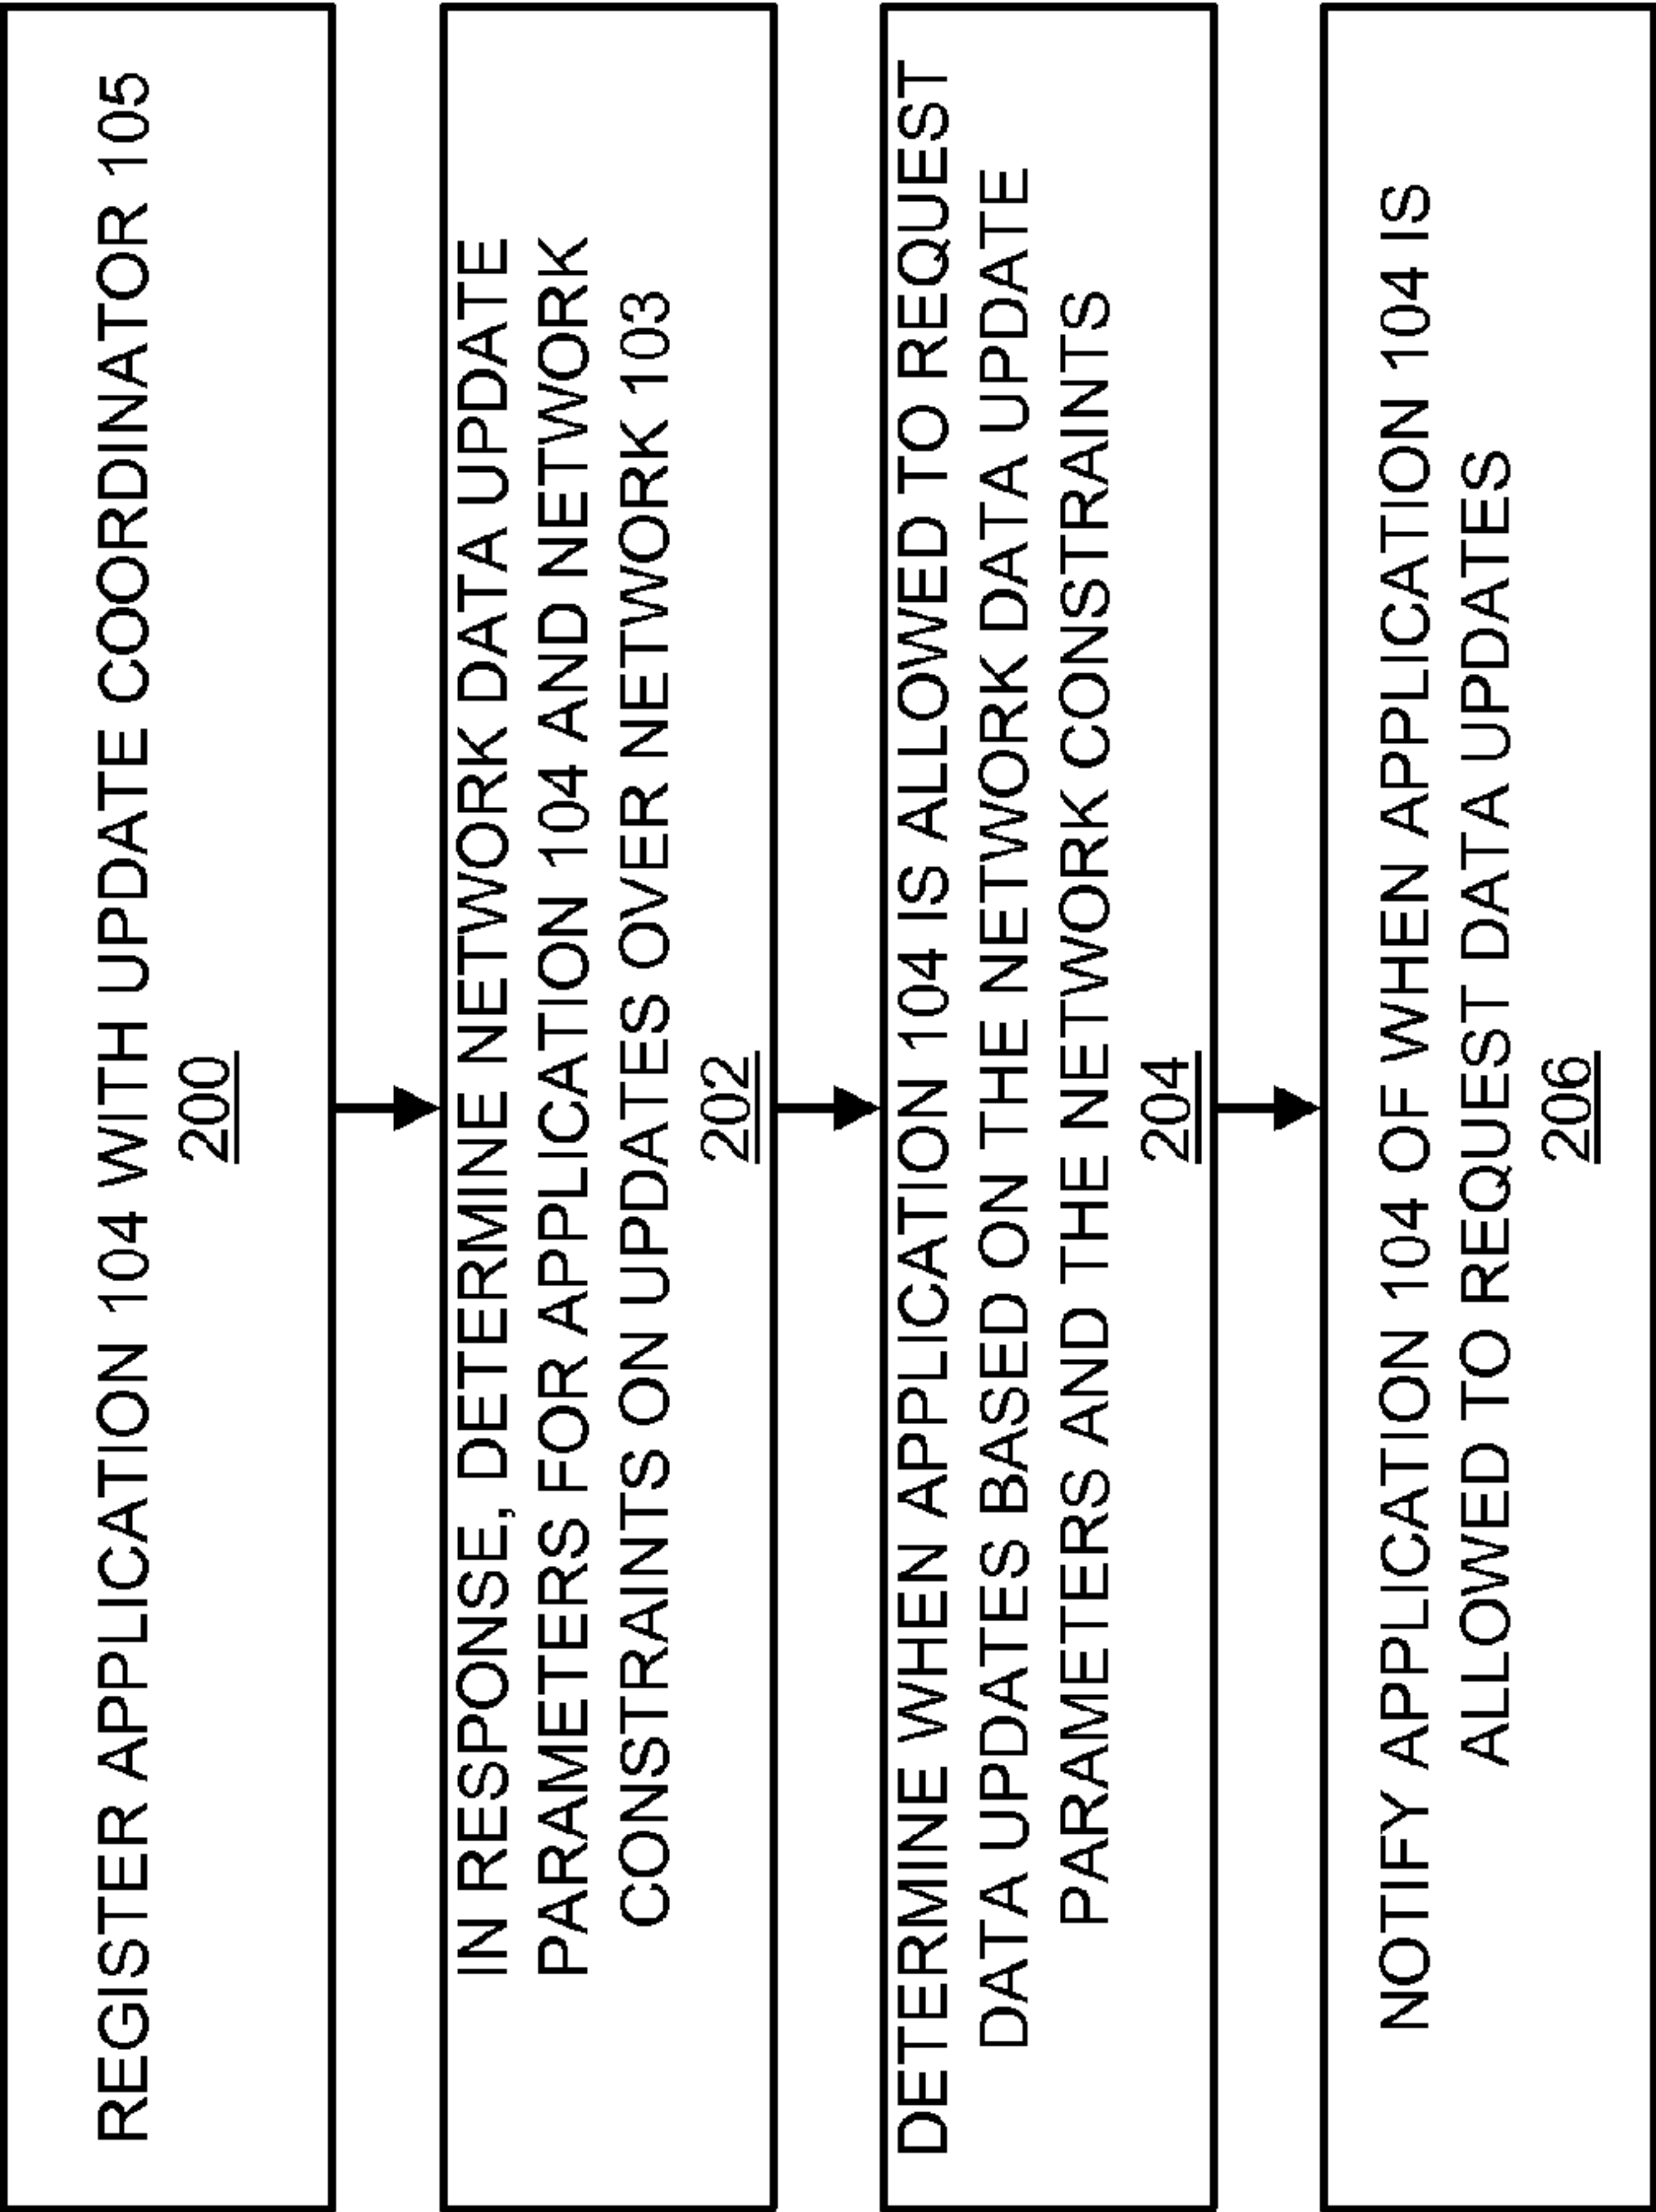 REGISTER APPLICATION 104 WITH UPDATE COORDINATOR 105
200
IN RESPONSE, DETERMINE NETWORK DATA UPDATE
PARAMETERS FOR APPLICATION 104 AND NETWORK
CONSTRAINTS ON UPDATES OVER NETWORK 103
202
DETERMINE WHEN APPLICATION 104 IS ALLOWED TO REQUEST
DATA UPDATES BASED ON THE NETWORK DATA UPDATE
PARAMETERS AND THE NETWORK CONSTRAINTS
204
NOTIFY APPLICATION 104 OF WHEN APPLICATION 104 IS
ALLOWED TO REQUEST DATA UPDATES
206